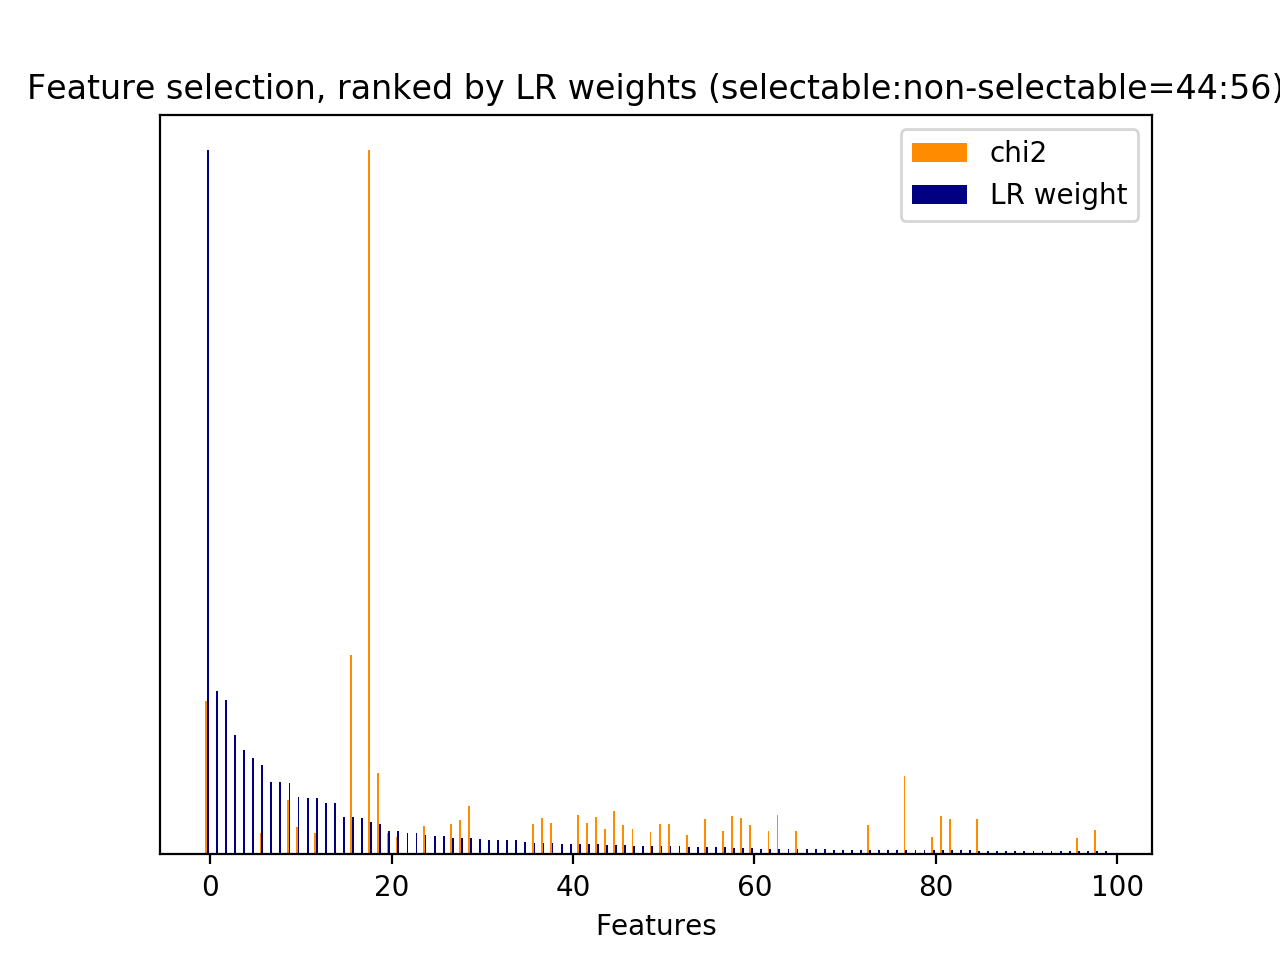 Feature selection, ranked by LR weights (selectable:non-selectable=44:56)
chi2
LR weight
0 20 40 60 80 100
Features